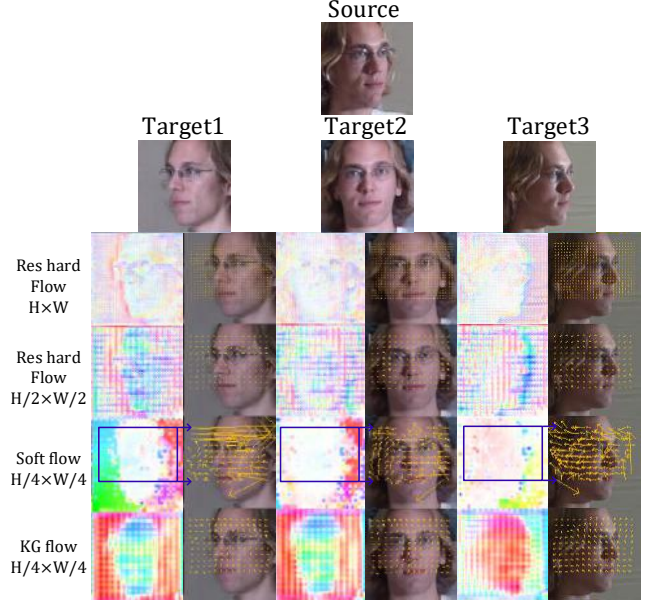 Source
Target1
Target2
Target3
Res hard
Flow
H×W
Res hard
Flow
H/2×W/2
Soft flow
H/4×W/4
KG flow
H/4×W/4